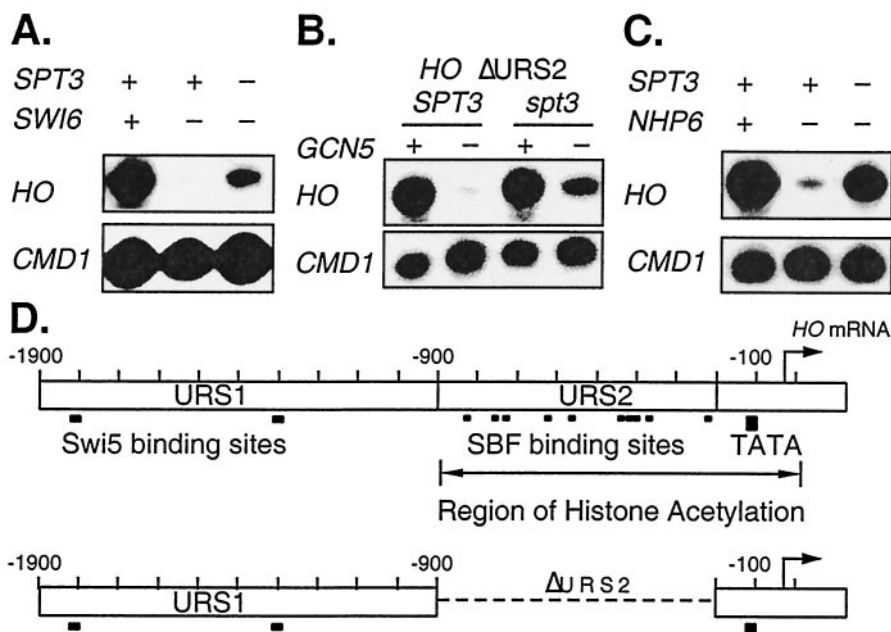 A.
SPT3 + + −
SWI6 + − −
HO
CMD1
B.
HO ΔURS2
SPT3 spt3
GCN5 + − + −
HO
CMD1
C.
SPT3 + + −
NHP6 + − −
HO
CMD1
D.
HO mRNA
-1900 -900 -100
URS1 URS2
Swi5 binding sites SBF binding sites TATA
Region of Histone Acetylation
-1900 -900 -100
URS1 ΔURS2